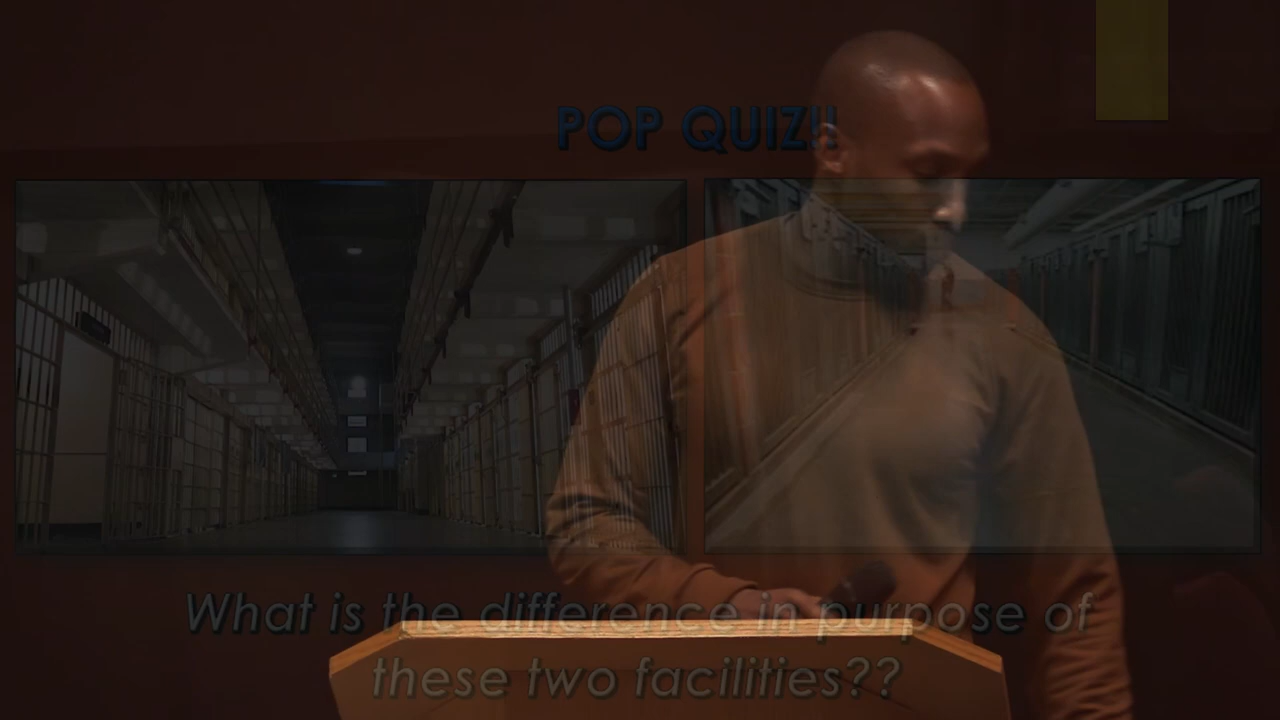 POP QUIZ!!
What is the difference in purpose of
these two facilities??